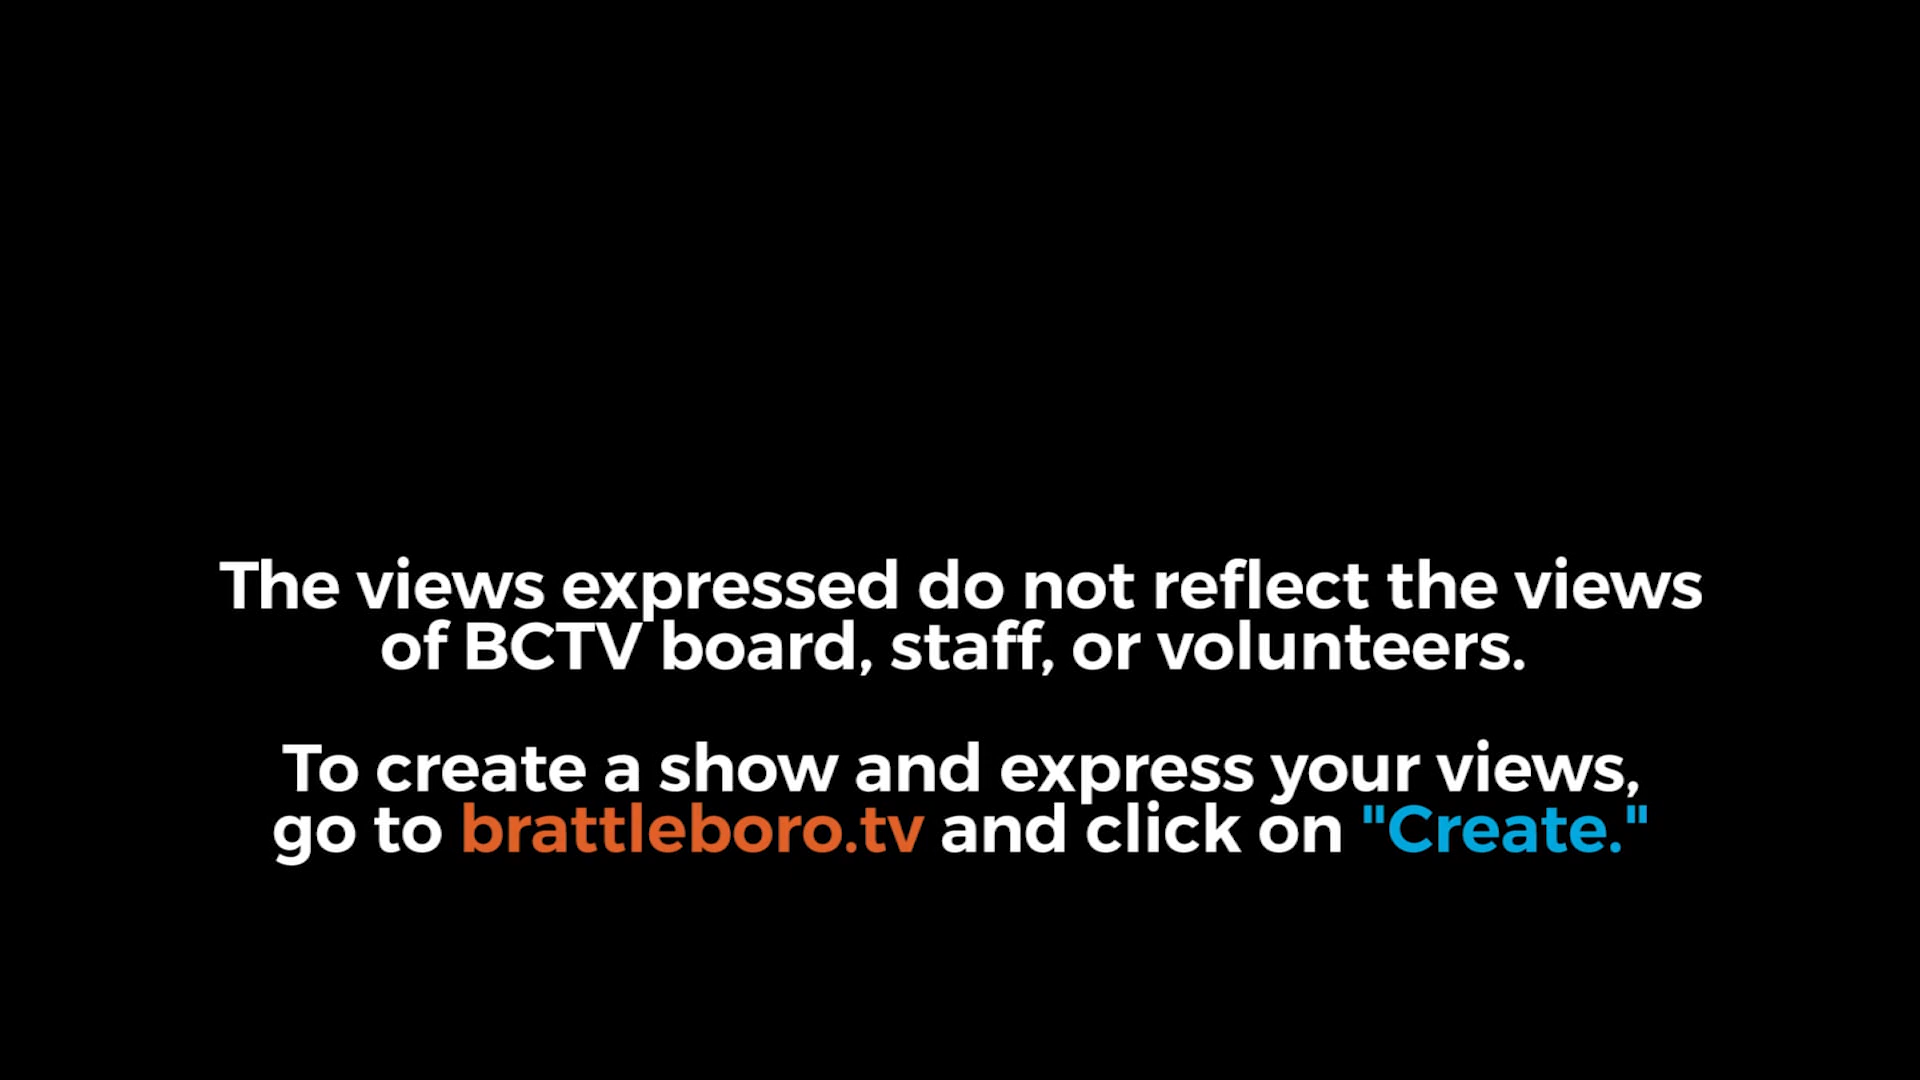 The views expressed do not reflect the views
of BCTV board, staff, or volunteers.
To create a show and express your views,
go to brattleboro.tv and click on "Create."